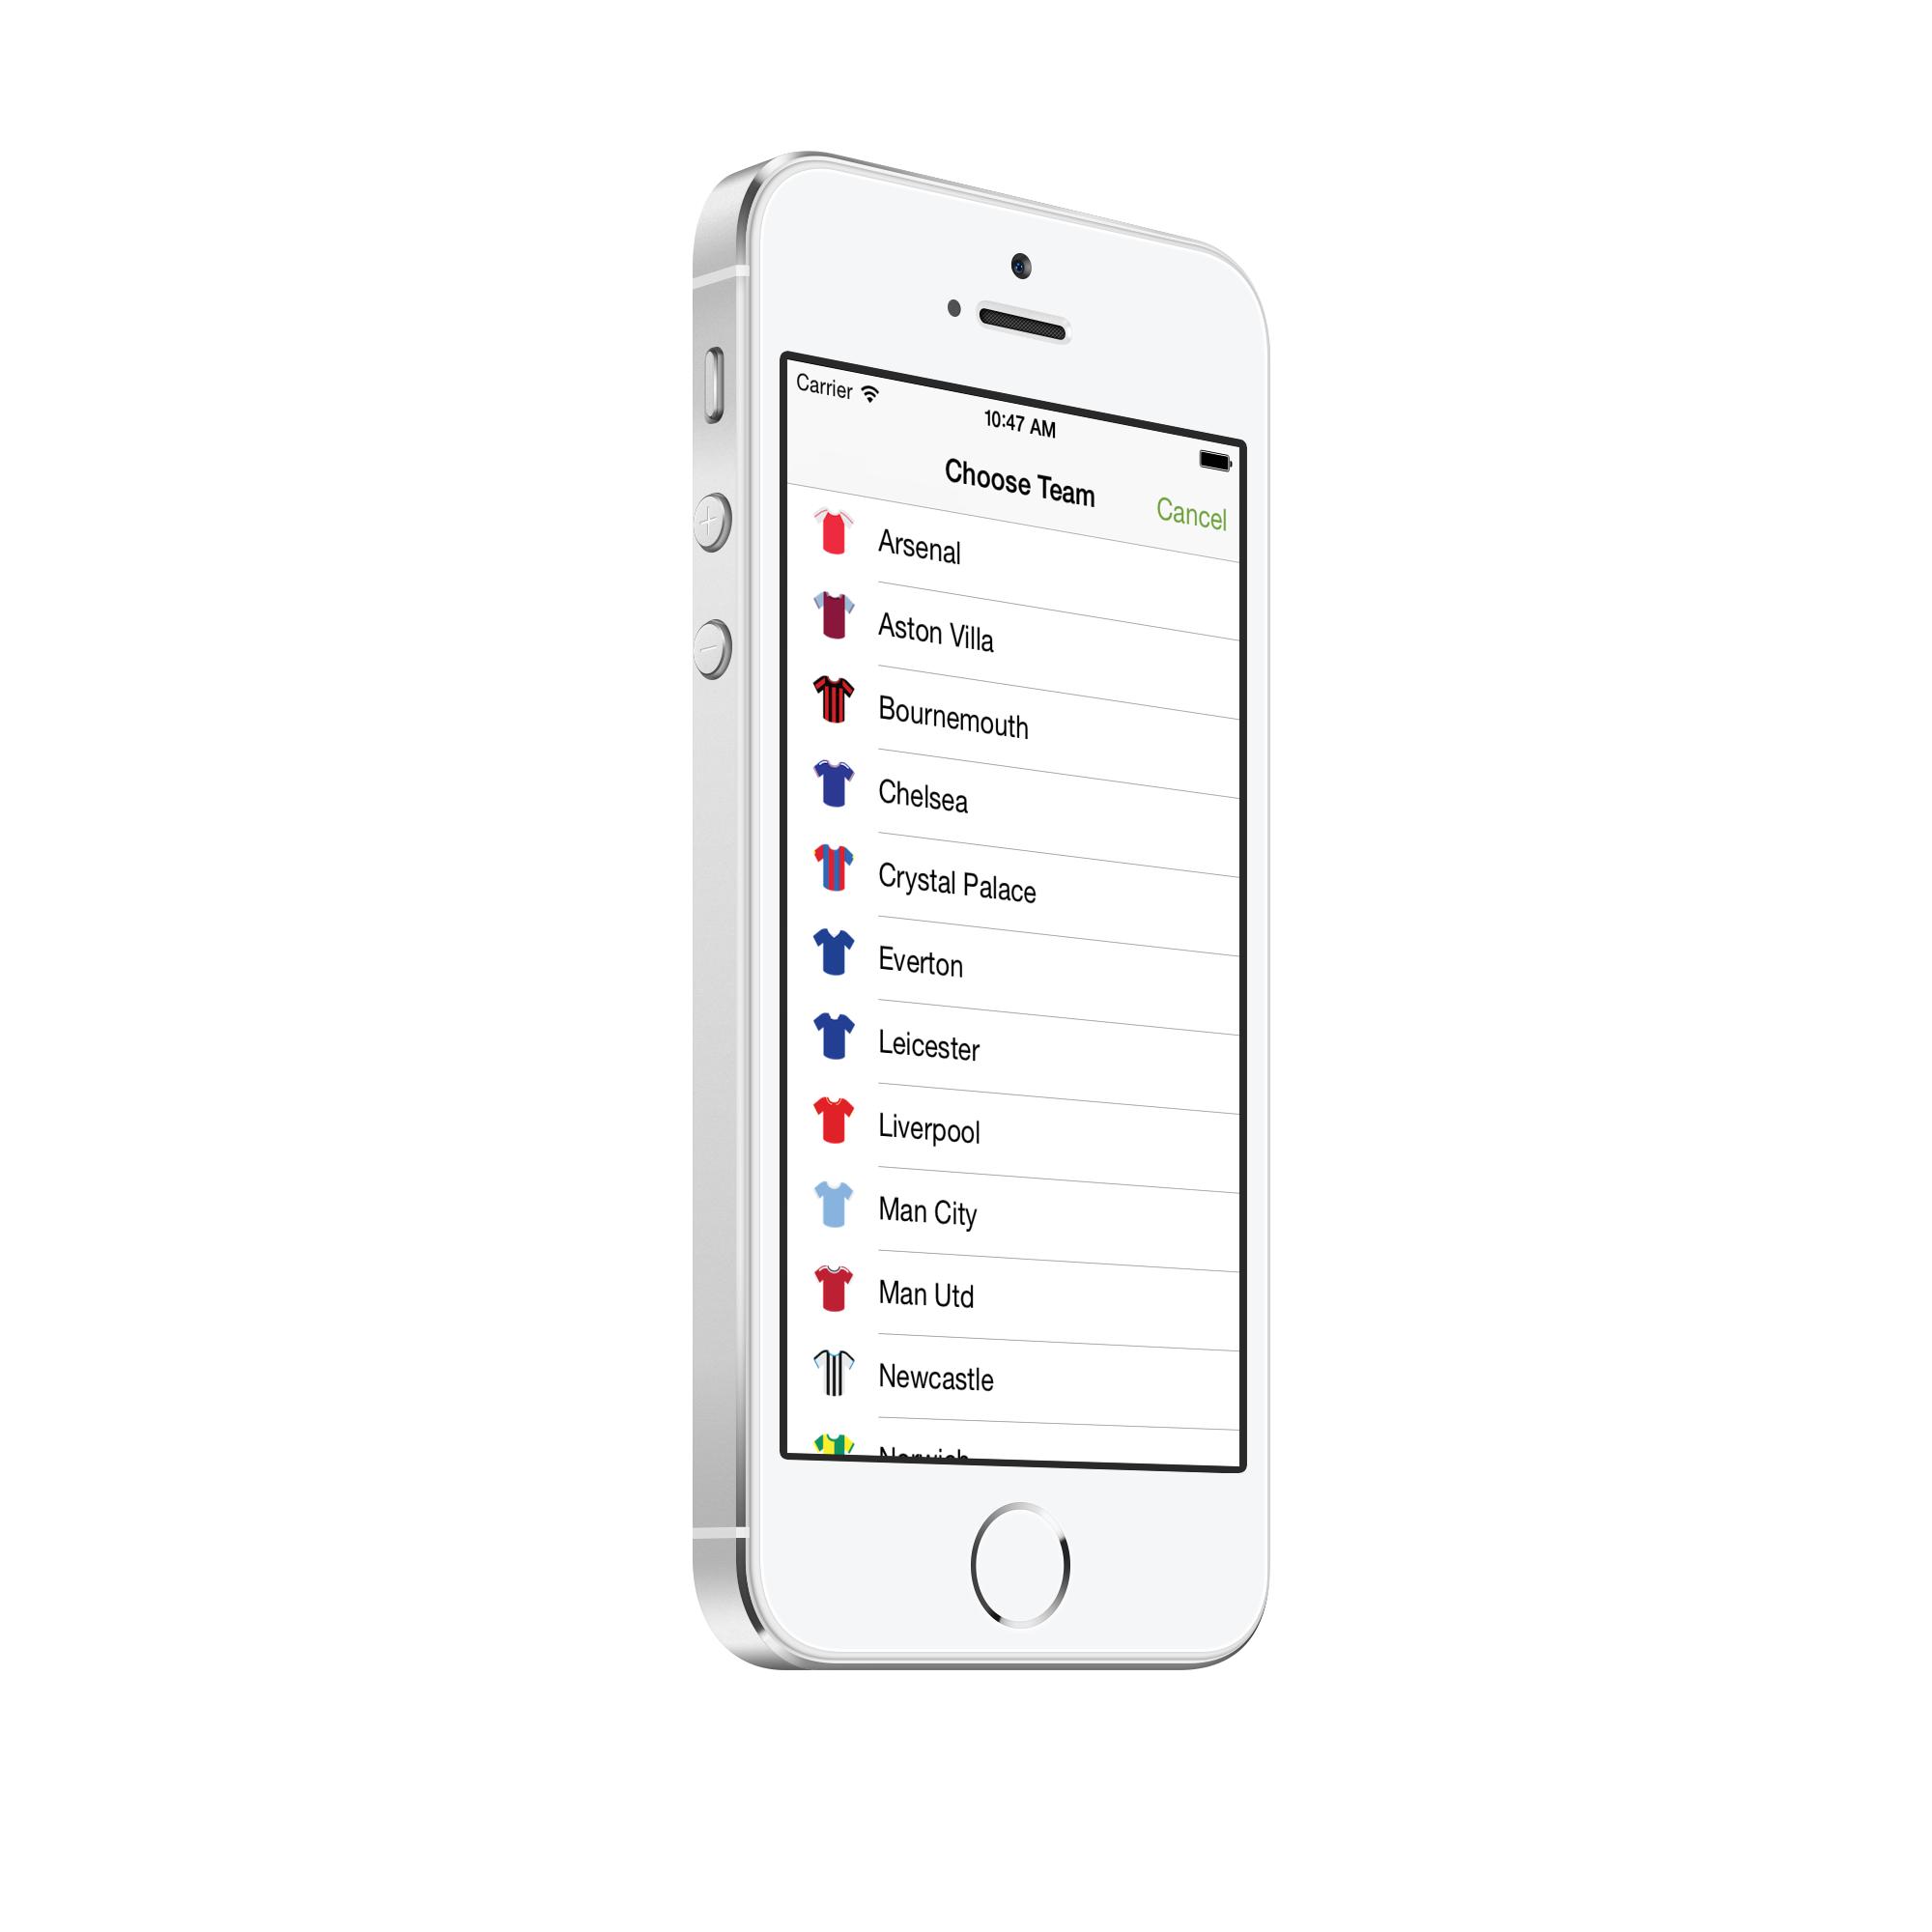 Carrier
10:47 AM
Choose Team
Cancel
Arsenal
Aston Villa
Bournemouth
Chelsea
Crystal Palace
Everton
Leicester
Liverpool
Man City
Man Utd
Newcastle
Norwich